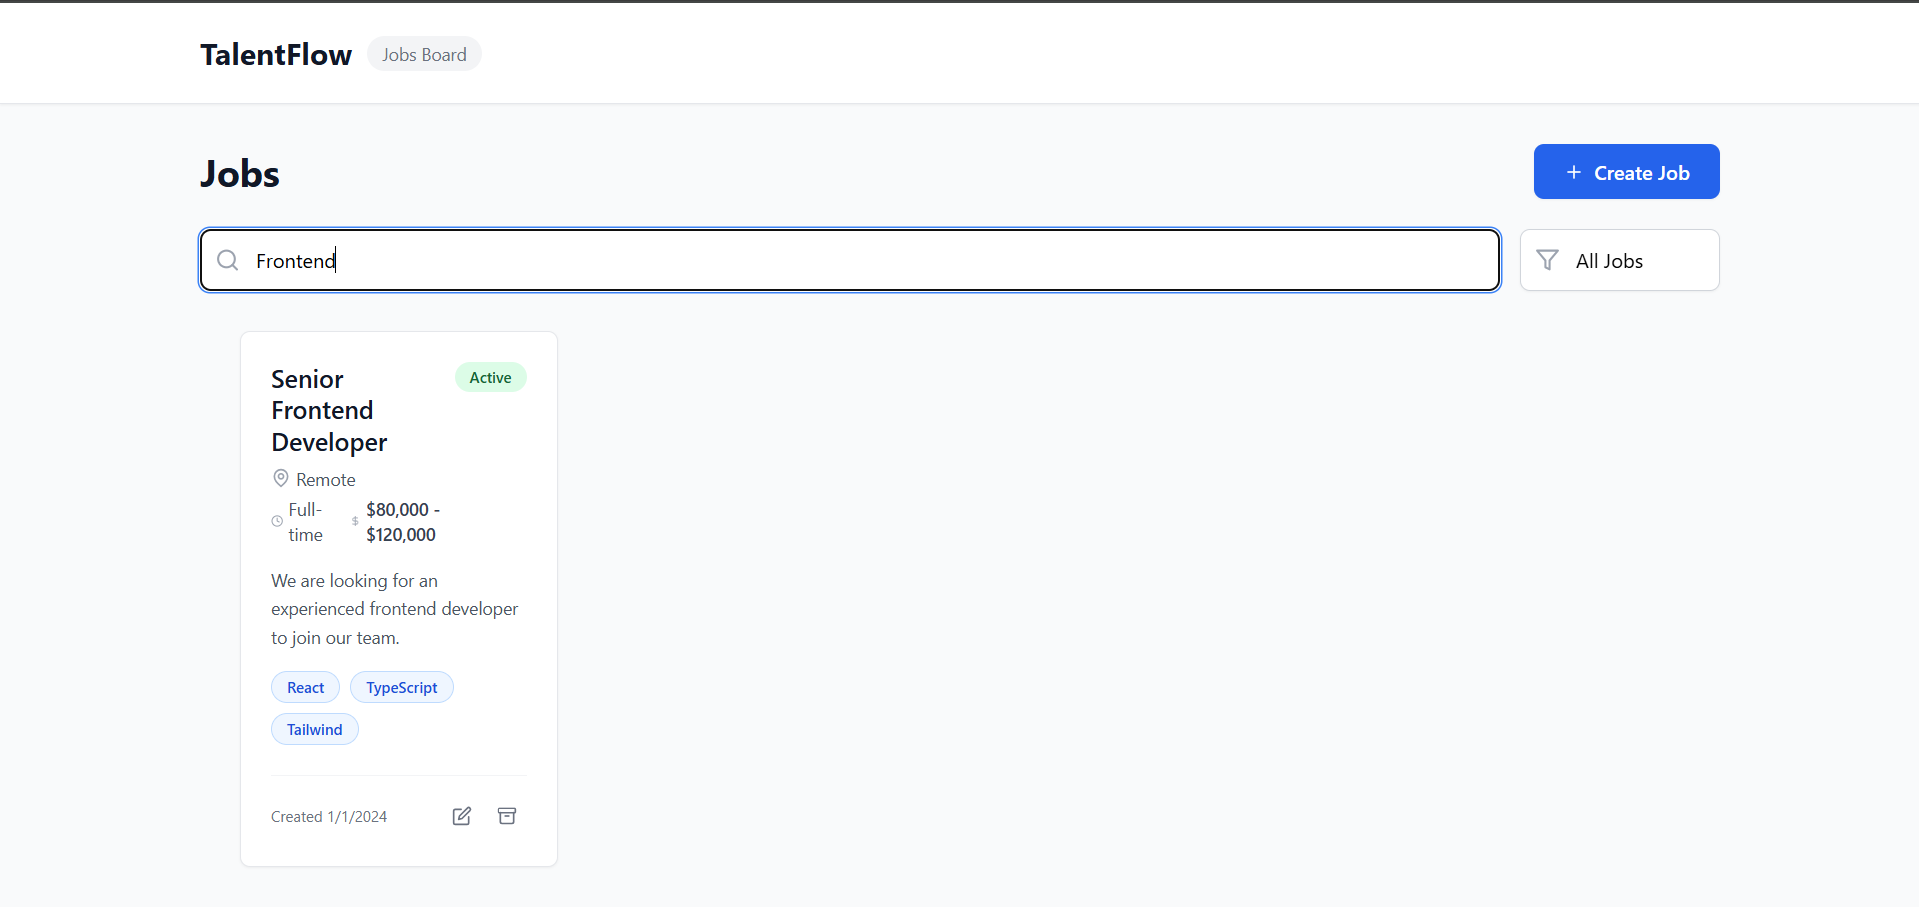 TalentFlow
Jobs Board
Jobs
+ Create Job
Frontend
All Jobs
Senior
Frontend
Developer
Active
Remote
Full-
time
$ $80,000 -
$120,000
We are looking for an
experienced frontend developer
to join our team.
React
TypeScript
Tailwind
Created 1/1/2024